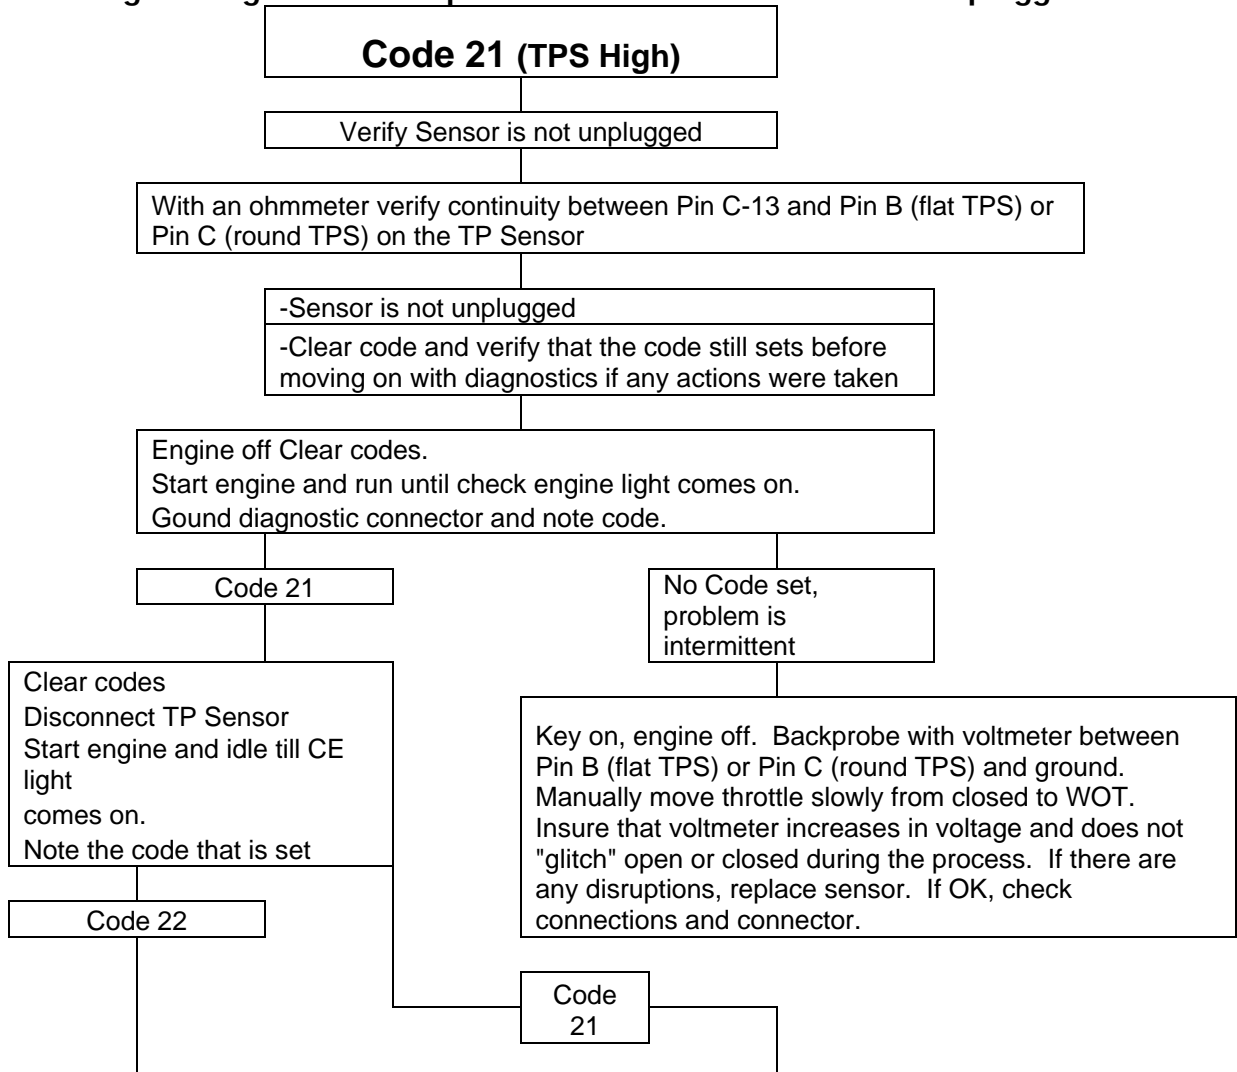 Code 21 (TPS High)
Verify Sensor is not unplugged
With an ohmmeter verify continuity between Pin C-13 and Pin B (flat TPS) or
Pin C (round TPS) on the TP Sensor
-Sensor is not unplugged
-Clear code and verify that the code still sets before
moving on with diagnostics if any actions were taken
Engine off Clear codes.
Start engine and run until check engine light comes on.
Gound diagnostic connector and note code.
Code 21
No Code set,
problem is
intermittent
Clear codes
Disconnect TP Sensor
Start engine and idle till CE
light
comes on.
Note the code that is set
Key on, engine off.  Backprobe with voltmeter between
Pin B (flat TPS) or Pin C (round TPS) and ground.
Manually move throttle slowly from closed to WOT.
Insure that voltmeter increases in voltage and does not
"glitch" open or closed during the process.  If there are
any disruptions, replace sensor.  If OK, check
connections and connector.
Code 22
Code
21